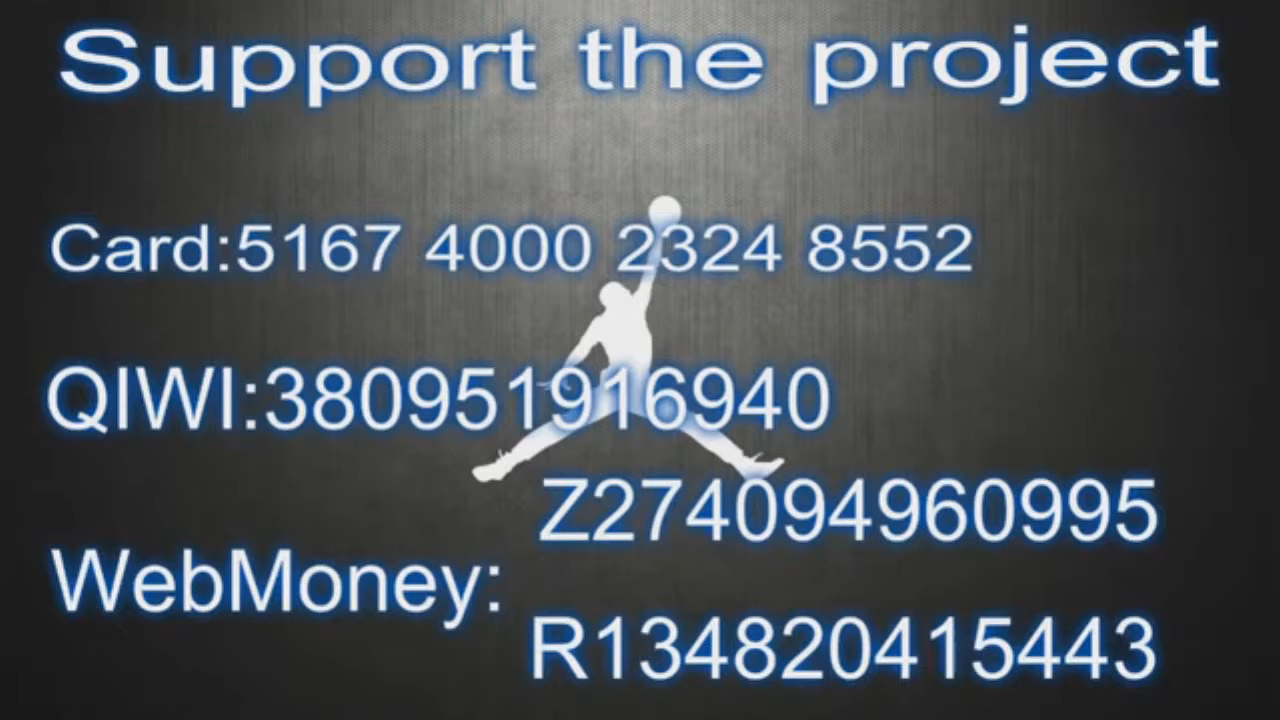 Support the project
Card:5167 4000 2324 8552
QIWI:380951916940
Z274094960995
WebMoney:
R134820415443